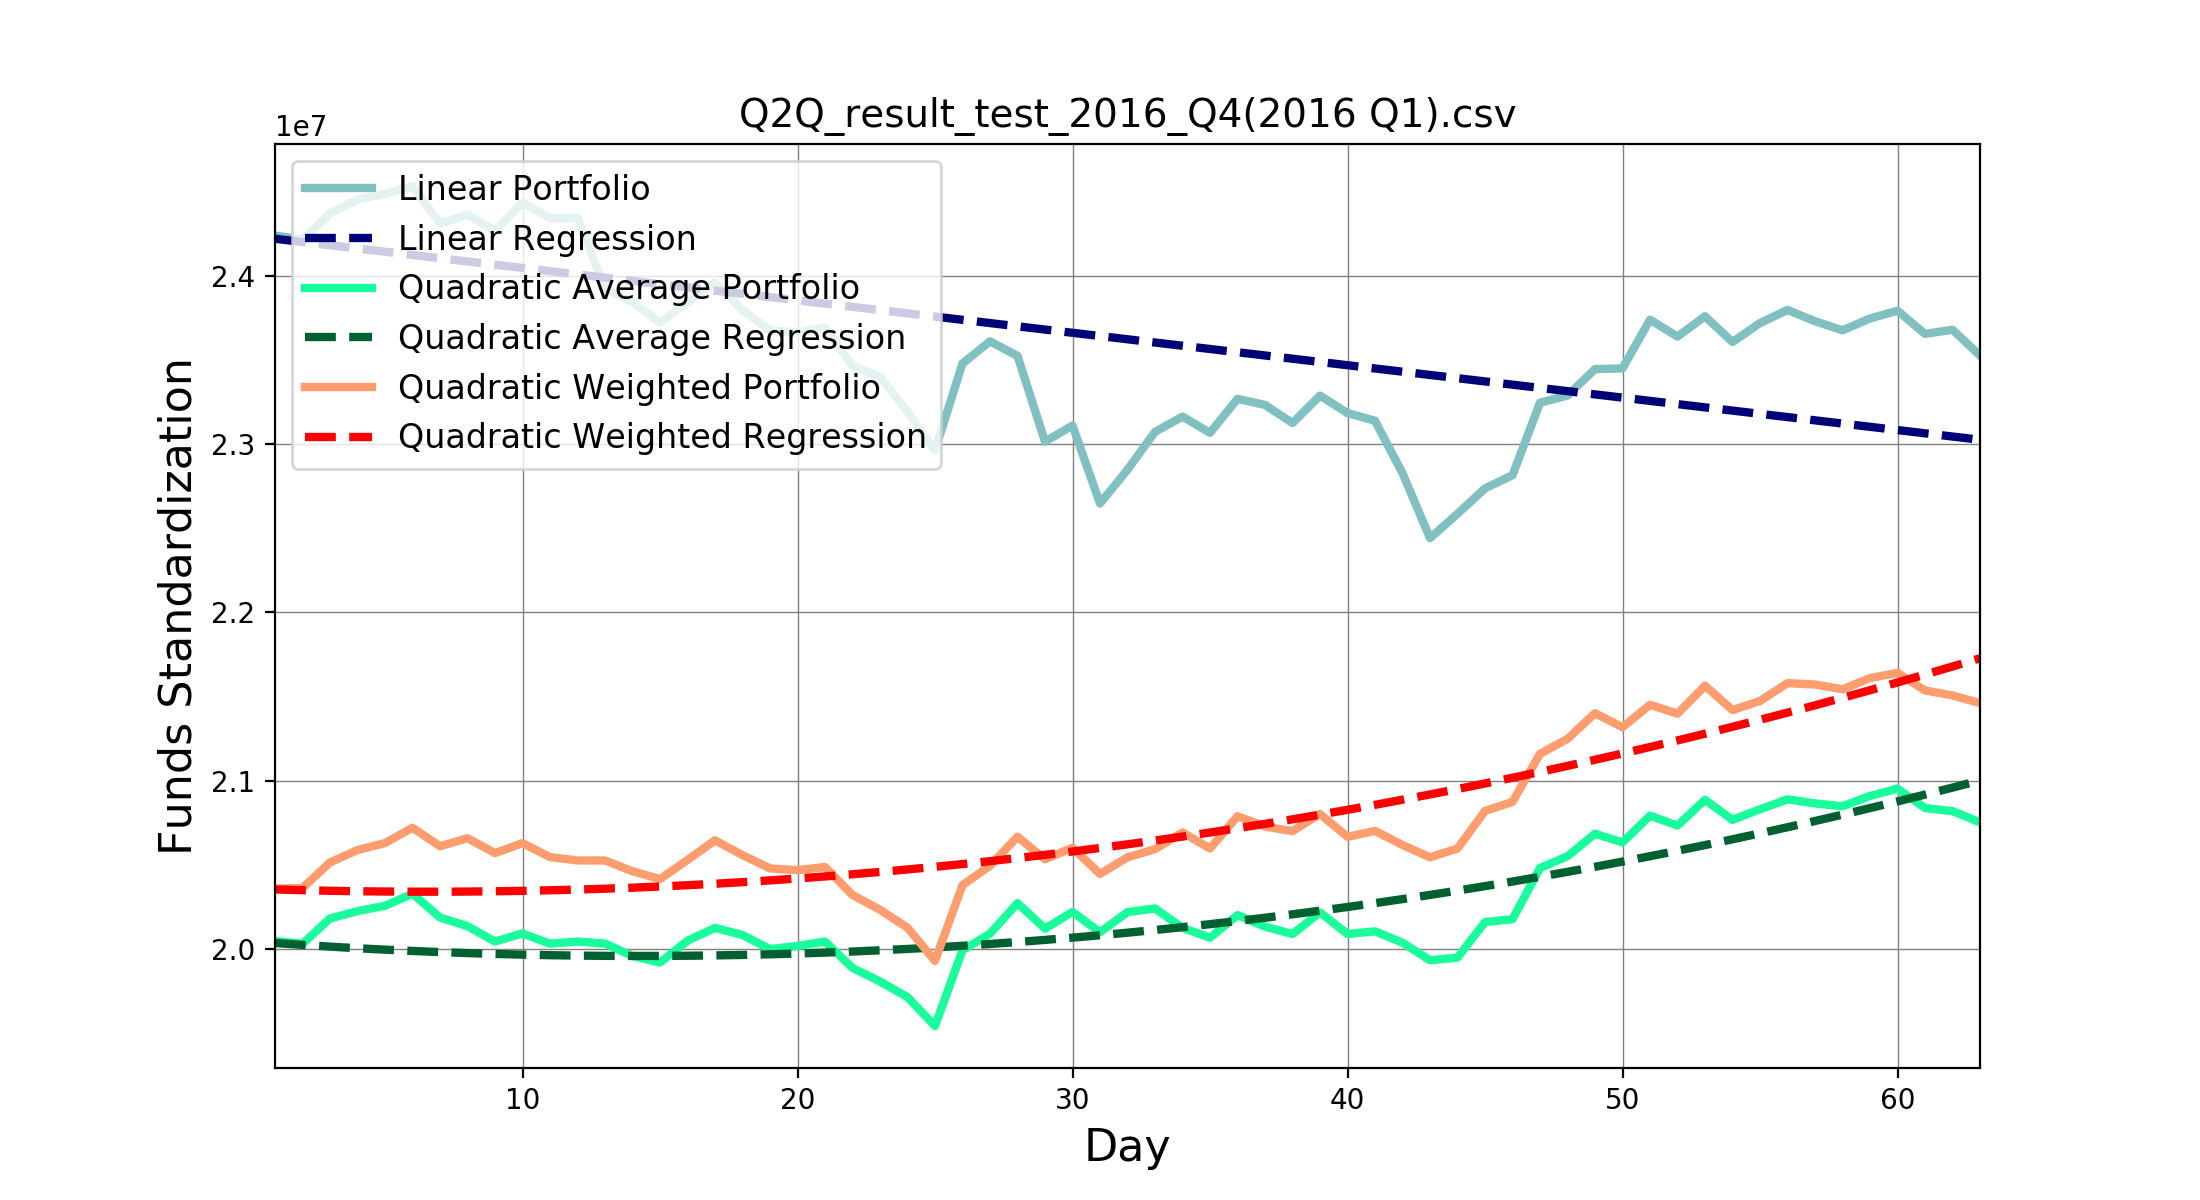 Q2Q_result_test_2016_Q4(2016 Q1).csv
1e7
Linear Portfolio
Linear Regression
Quadratic Average Portfolio
Quadratic Average Regression
Quadratic Weighted Portfolio
Quadratic Weighted Regression
2.4
2.3
2.2
2.1
2.0
Funds Standardization
10 20 30 40 50 60
Day